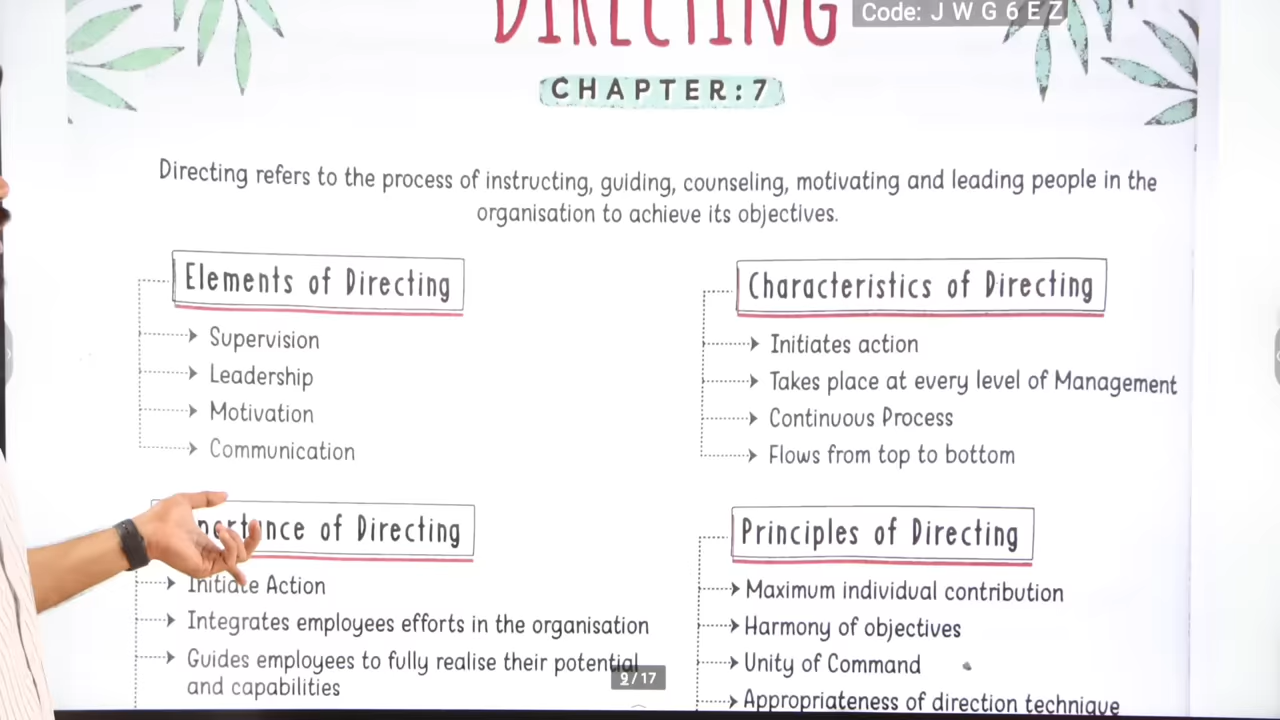 DIRECTING
Code: J W G 6 E Z
CHAPTER:7
Directing refers to the process of instructing, guiding, counseling, motivating and leading people in the
organisation to achieve its objectives.
Elements of Directing
Supervision
Leadership
Motivation
Communication
Characteristics of Directing
Initiates action
Takes place at every level of Management
Continuous Process
Flows from top to bottom
of Directing
Initiate Action
Integrates employees efforts in the organisation
Guides employees to fully realise their potential
and capabilities
Principles of Directing
Maximum individual contribution
Harmony of objectives
Unity of Command
Appropriateness of direction technique
9/17